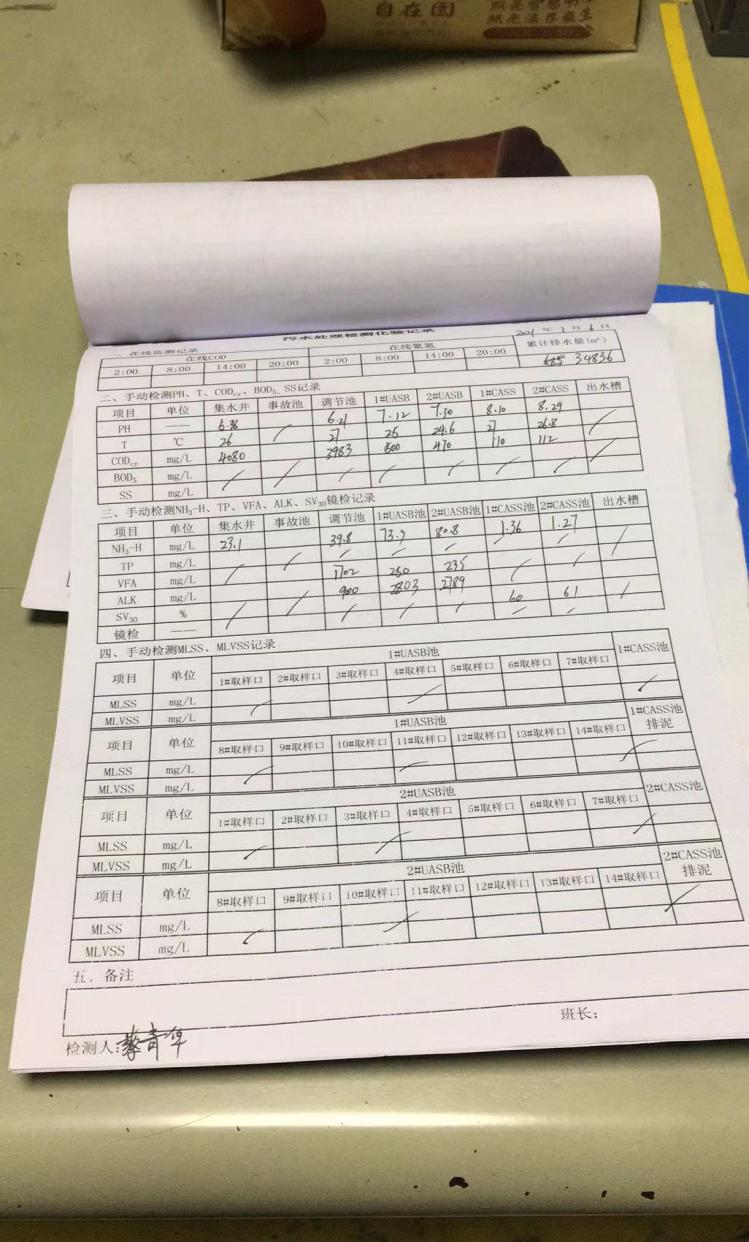 自在园
照亮法界众生
污水处理检测化验记录
2021 年 1 月 6 日
一、在线监测记录
在线COD 在线氨氮 累计排水量(m³)
2:00 8:00 14:00 20:00 2:00 8:00 14:00 20:00
34836
二、手动检测PH、T、CODcr、BOD5、SS记录
项目 单位 集水井 事故池 调节池 1#UASB 2#UASB 1#CASS 2#CASS 出水槽
PH —— 6.38 / 6.21 7.12 7.30 8.10 8.29 /
T ℃ 26 27 25 24.6 27 26.8
CODcr mg/L 4080 3983 500 470 110 112
BOD5 mg/L / / / / / / / /
SS mg/L
三、手动检测NH3-H、TP、VFA、ALK、SV30镜检记录
项目 单位 集水井 事故池 调节池 1#UASB池 2#UASB池 1#CASS池 2#CASS池 出水槽
NH3-H mg/L 23.1 39.8 73.7 80.8 1.36 1.27
TP mg/L / / / / / / / /
VFA mg/L 1702 250 235
ALK mg/L 900 2803 2789
SV30 % 60 61
镜检 —— / / / / / / / /
四、手动检测MLSS、MLVSS记录
项目 单位 1#UASB池 1#CASS池
1#取样口 2#取样口 3#取样口 4#取样口 5#取样口 6#取样口 7#取样口
MLSS mg/L
MLVSS mg/L
项目 单位 1#UASB池 1#CASS池排泥
8#取样口 9#取样口 10#取样口 11#取样口 12#取样口 13#取样口 14#取样口
MLSS mg/L
MLVSS mg/L
项目 单位 2#UASB池 2#CASS池
1#取样口 2#取样口 3#取样口 4#取样口 5#取样口 6#取样口 7#取样口
MLSS mg/L
MLVSS mg/L
项目 单位 2#UASB池 2#CASS池排泥
8#取样口 9#取样口 10#取样口 11#取样口 12#取样口 13#取样口 14#取样口
MLSS mg/L
MLVSS mg/L
五．备注
班长：
检测人：蔡青华